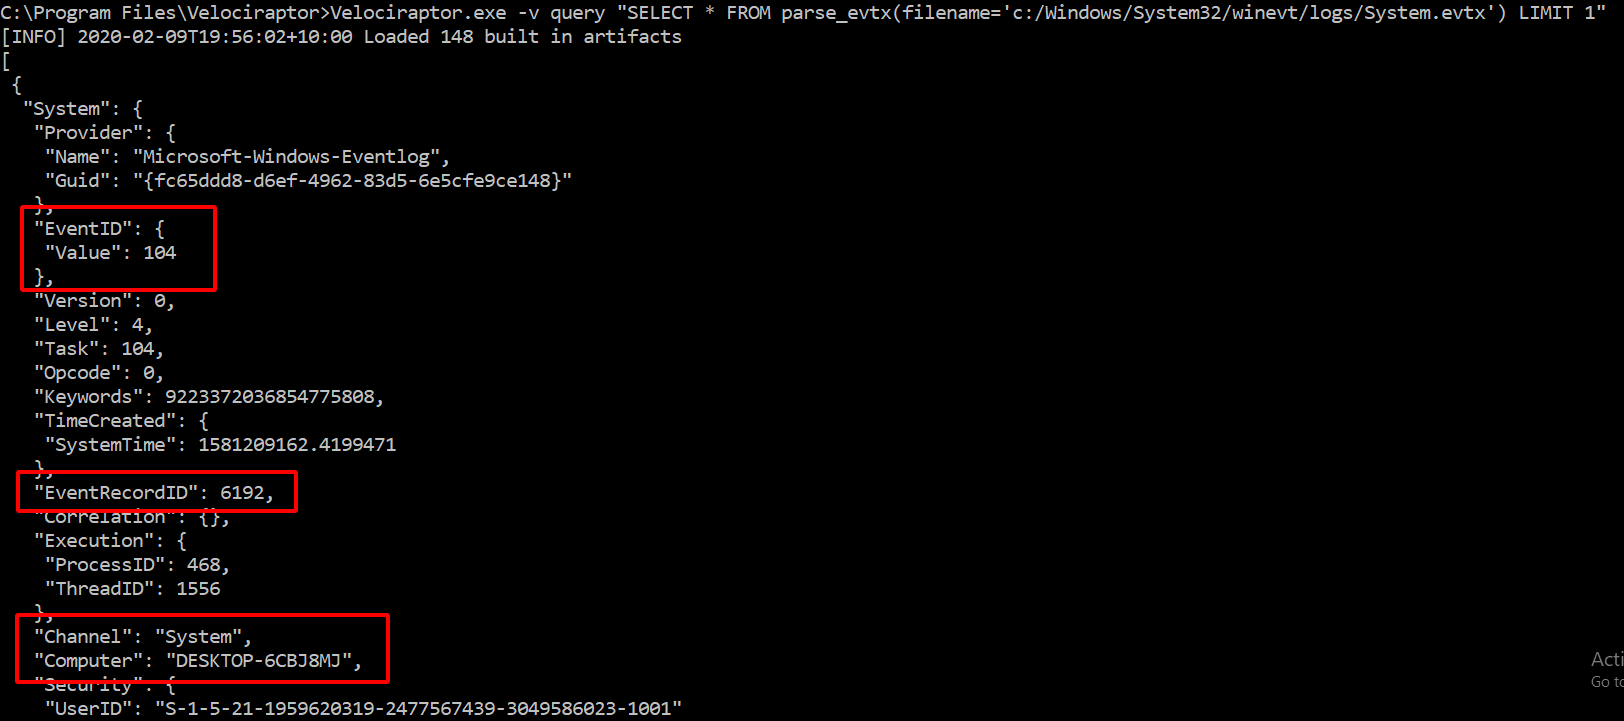 C:\Program Files\Velociraptor>Velociraptor.exe -v query "SELECT * FROM parse_evtx(filename='c:/Windows/System32/winevt/logs/System.evtx') LIMIT 1"
[INFO] 2020-02-09T19:56:02+10:00 Loaded 148 built in artifacts
[
 {
  "System": {
   "Provider": {
    "Name": "Microsoft-Windows-Eventlog",
    "Guid": "{fc65ddd8-d6ef-4962-83d5-6e5cfe9ce148}"
   },
   "EventID": {
    "Value": 104
   },
   "Version": 0,
   "Level": 4,
   "Task": 104,
   "Opcode": 0,
   "Keywords": 9223372036854775808,
   "TimeCreated": {
    "SystemTime": 1581209162.4199471
   },
   "EventRecordID": 6192,
   "Correlation": {},
   "Execution": {
    "ProcessID": 468,
    "ThreadID": 1556
   },
   "Channel": "System",
   "Computer": "DESKTOP-6CBJ8MJ",
   "Security": {
    "UserID": "S-1-5-21-1959620319-2477567439-3049586023-1001"
Acti
Go to